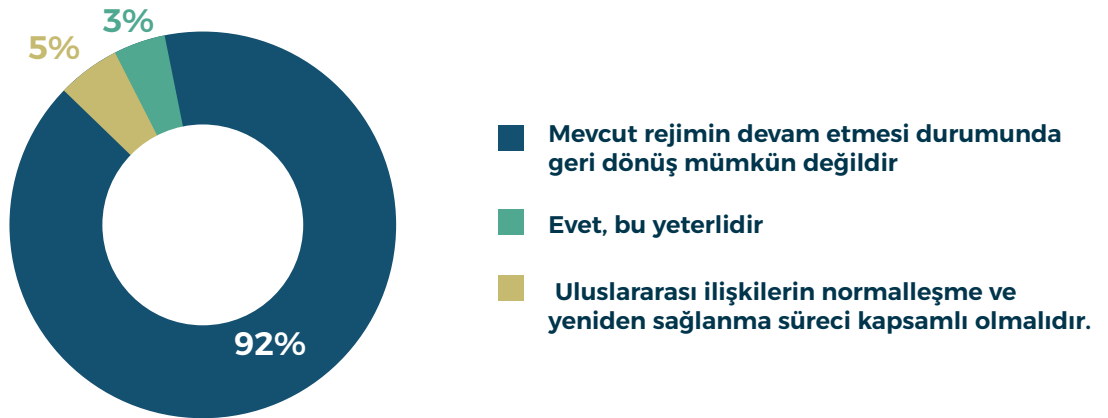 3%
5%
92%
Mevcut rejimin devam etmesi durumunda
geri dönüş mümkün değildir
Evet, bu yeterlidir
Uluslararası ilişkilerin normalleşme ve
yeniden sağlanma süreci kapsamlı olmalıdır.